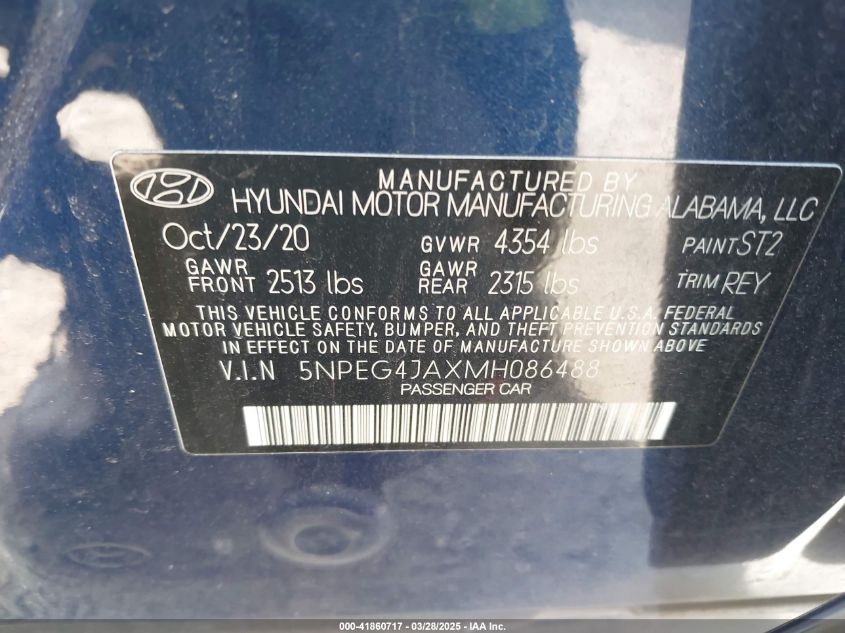 MANUFACTURED BY
HYUNDAI MOTOR MANUFACTURING ALABAMA, LLC
Oct/23/20 GVWR 4354 lbs PAINT ST2
GAWR FRONT 2513 lbs GAWR REAR 2315 lbs TRIM REY
THIS VEHICLE CONFORMS TO ALL APPLICABLE U.S.A. FEDERAL
MOTOR VEHICLE SAFETY, BUMPER, AND THEFT PREVENTION STANDARDS
IN EFFECT ON THE DATE OF MANUFACTURE SHOWN ABOVE
V.I.N 5NPEG4JAXMH086488
PASSENGER CAR
000-41860717 - 03/28/2025 - IAA Inc.